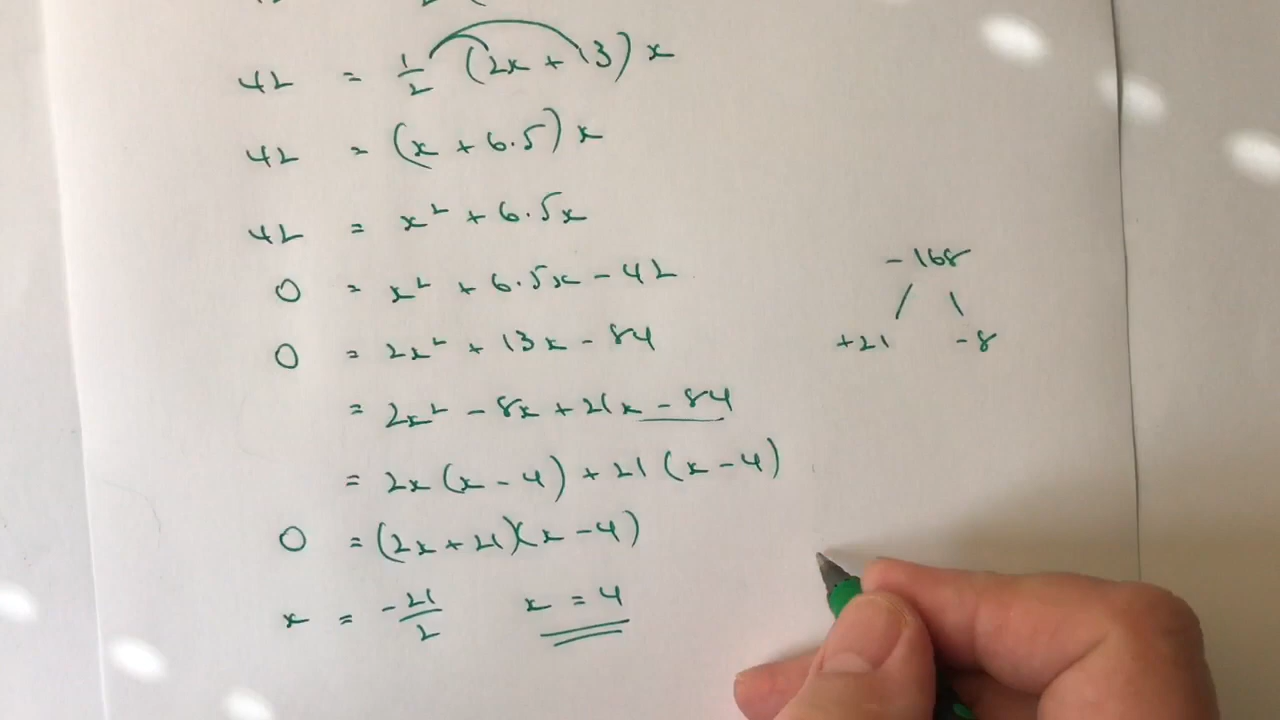 42 = 1/2 (2x + 13) x
42 = (x + 6.5) x
42 = x² + 6.5x
0 = x² + 6.5x - 42
0 = 2x² + 13x - 84
= 2x² - 8x + 21x - 84
= 2x (x - 4) + 21 (x - 4)
0 = (2x + 21)(x - 4)
x = -21/2 x = 4
-168
+21 -8